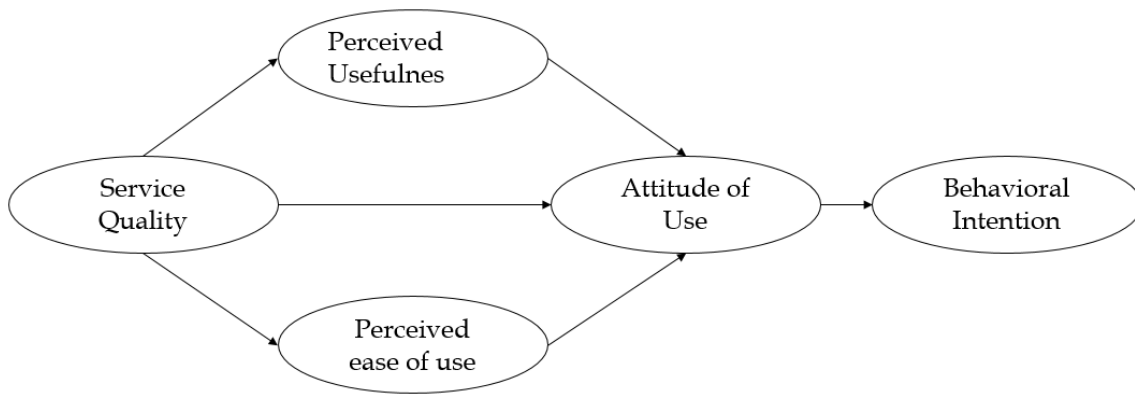 Perceived
Usefulnes
Service
Quality
Attitude of
Use
Behavioral
Intention
Perceived
ease of use